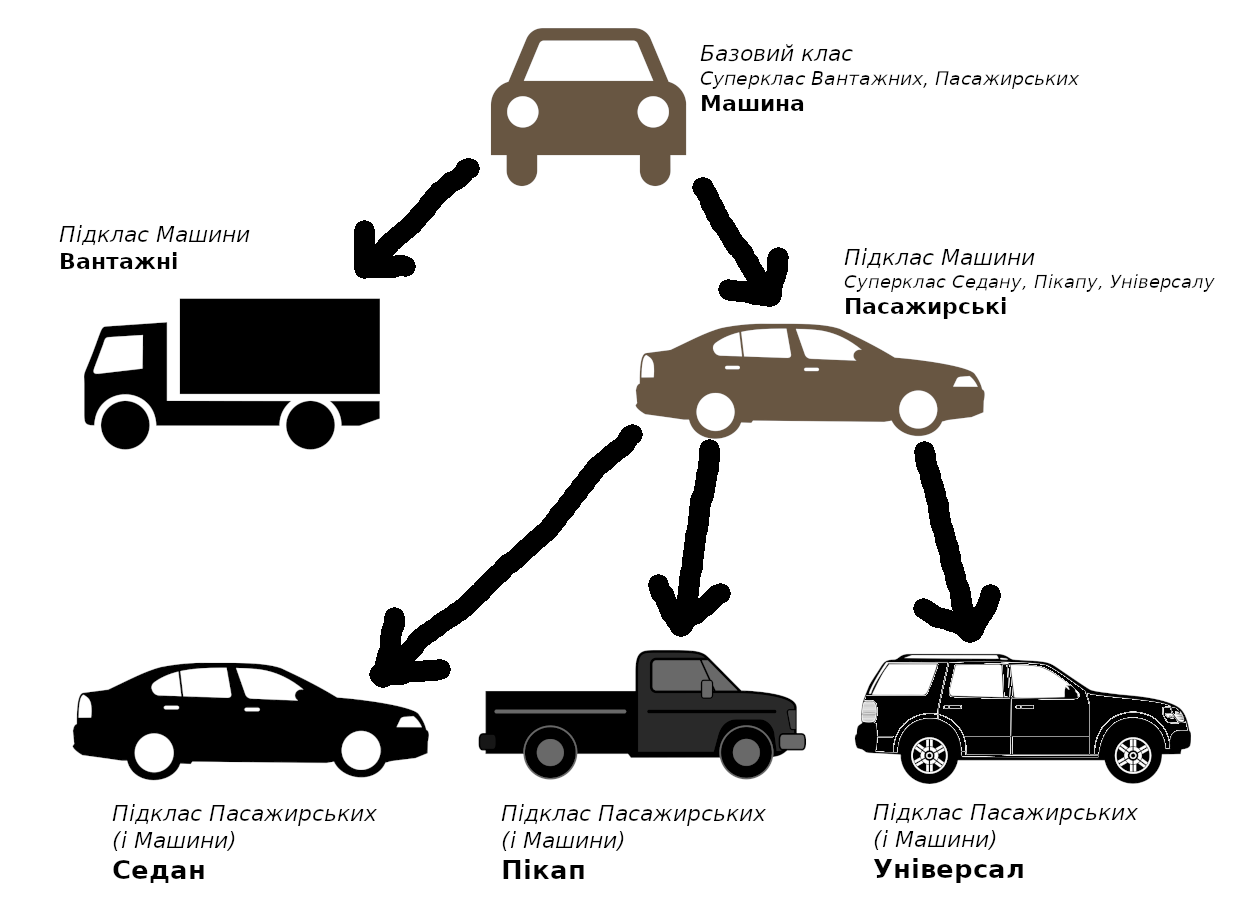 Базовий клас
Суперклас Вантажних, Пасажирських
Машина
Підклас Машини
Вантажні
Підклас Машини
Суперклас Седану, Пікапу, Універсалу
Пасажирські
Підклас Пасажирських
(і Машини)
Седан
Підклас Пасажирських
(і Машини)
Пікап
Підклас Пасажирських
(і Машини)
Універсал